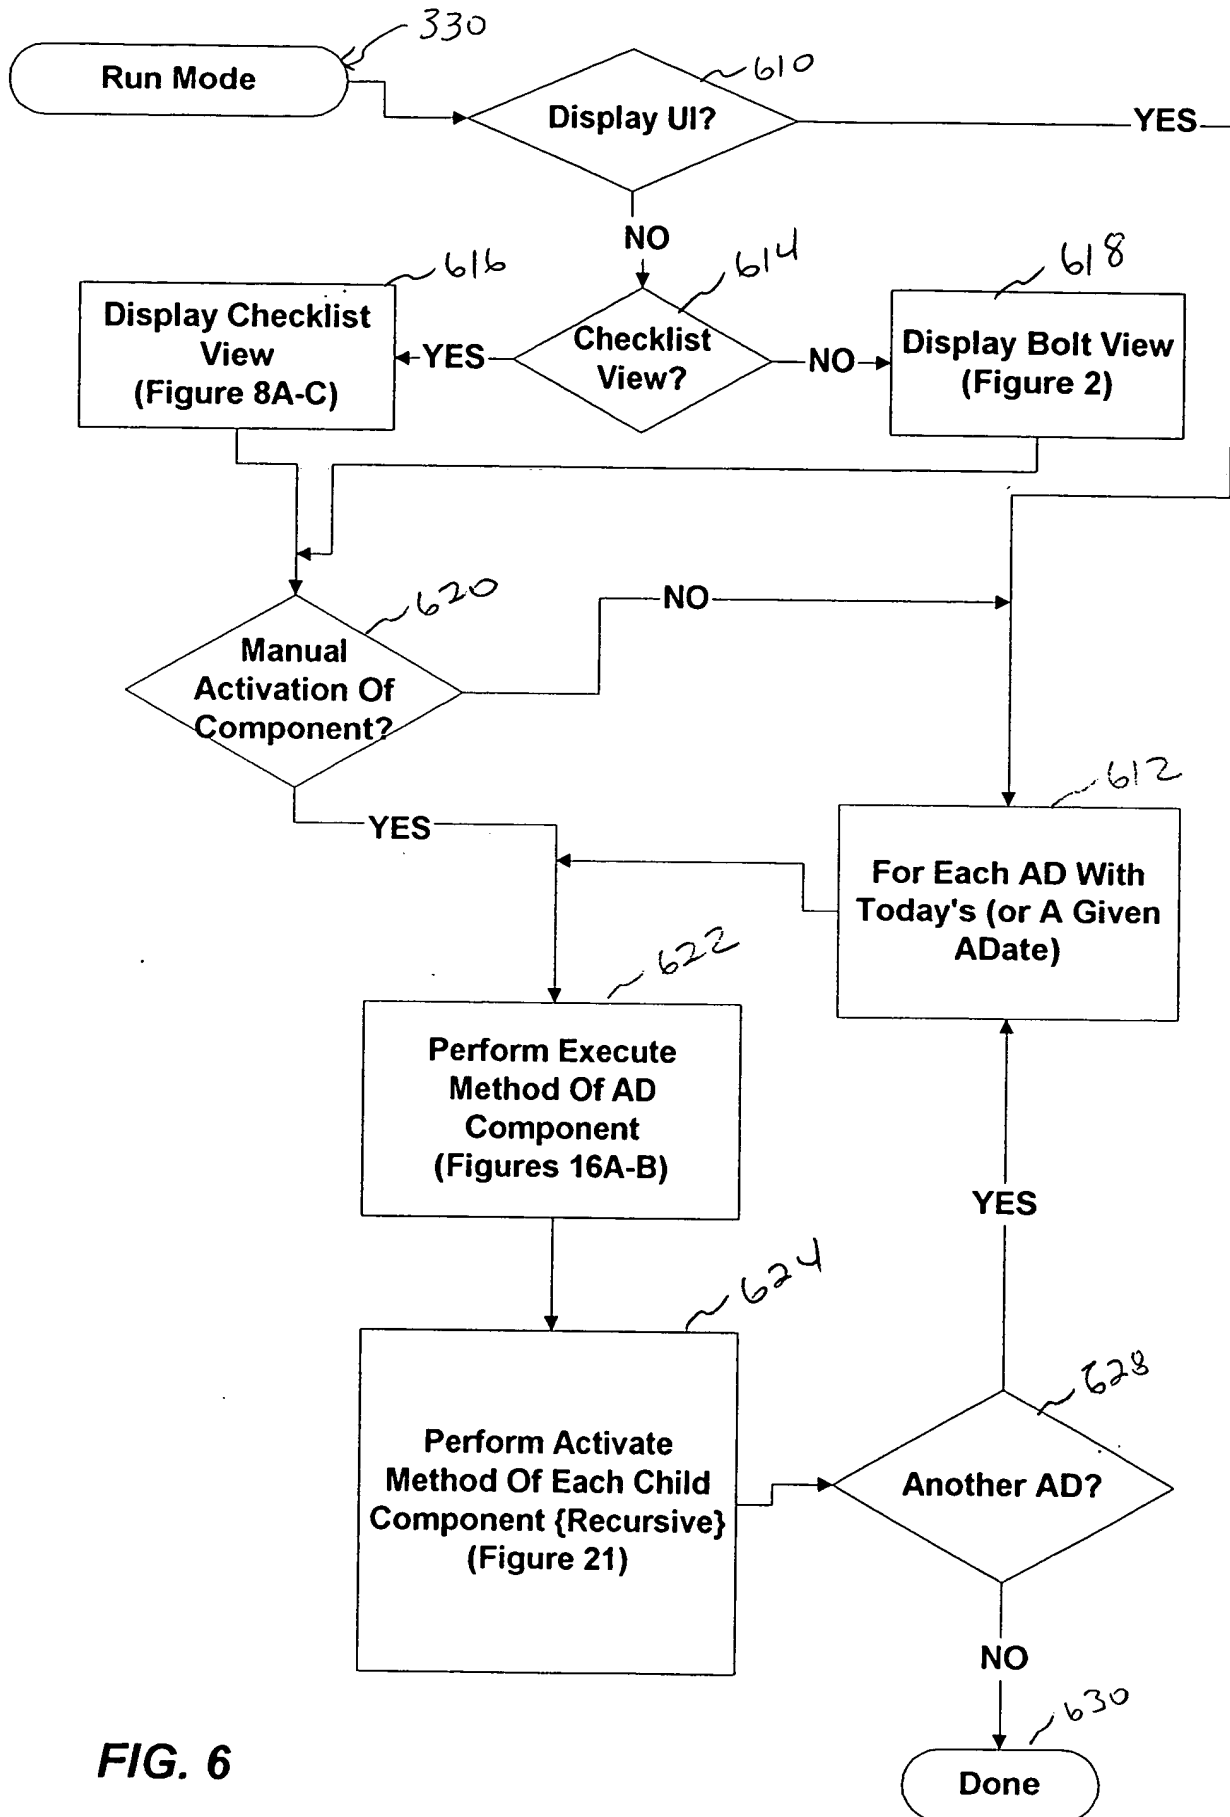 330
Run Mode
610
Display UI?
YES
NO
616
614
618
Display Checklist
View
(Figure 8A-C)
YES
Checklist
View?
NO
Display Bolt View
(Figure 2)
620
NO
Manual
Activation Of
Component?
612
YES
For Each AD With
Today's (or A Given
ADate)
622
Perform Execute
Method Of AD
Component
(Figures 16A-B)
YES
624
628
Perform Activate
Method Of Each Child
Component {Recursive}
(Figure 21)
Another AD?
NO
630
Done
FIG. 6